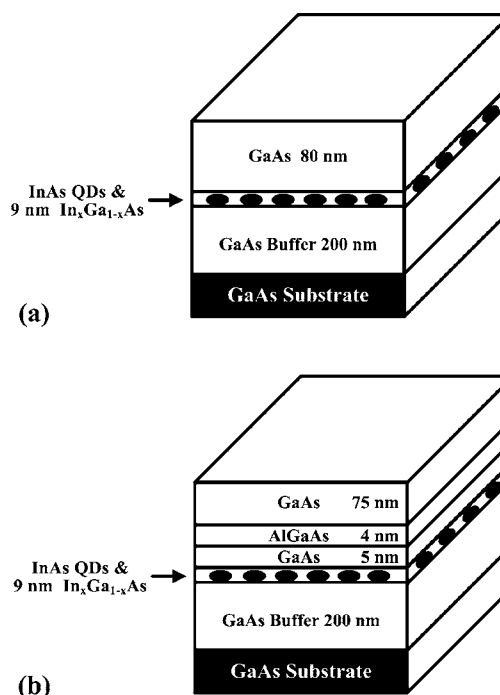 GaAs 80 nm
InAs QDs &
9 nm InₓGa₁₋ₓAs
GaAs Buffer 200 nm
GaAs Substrate
(a)
GaAs 75 nm
AlGaAs 4 nm
GaAs 5 nm
InAs QDs &
9 nm InₓGa₁₋ₓAs
GaAs Buffer 200 nm
GaAs Substrate
(b)